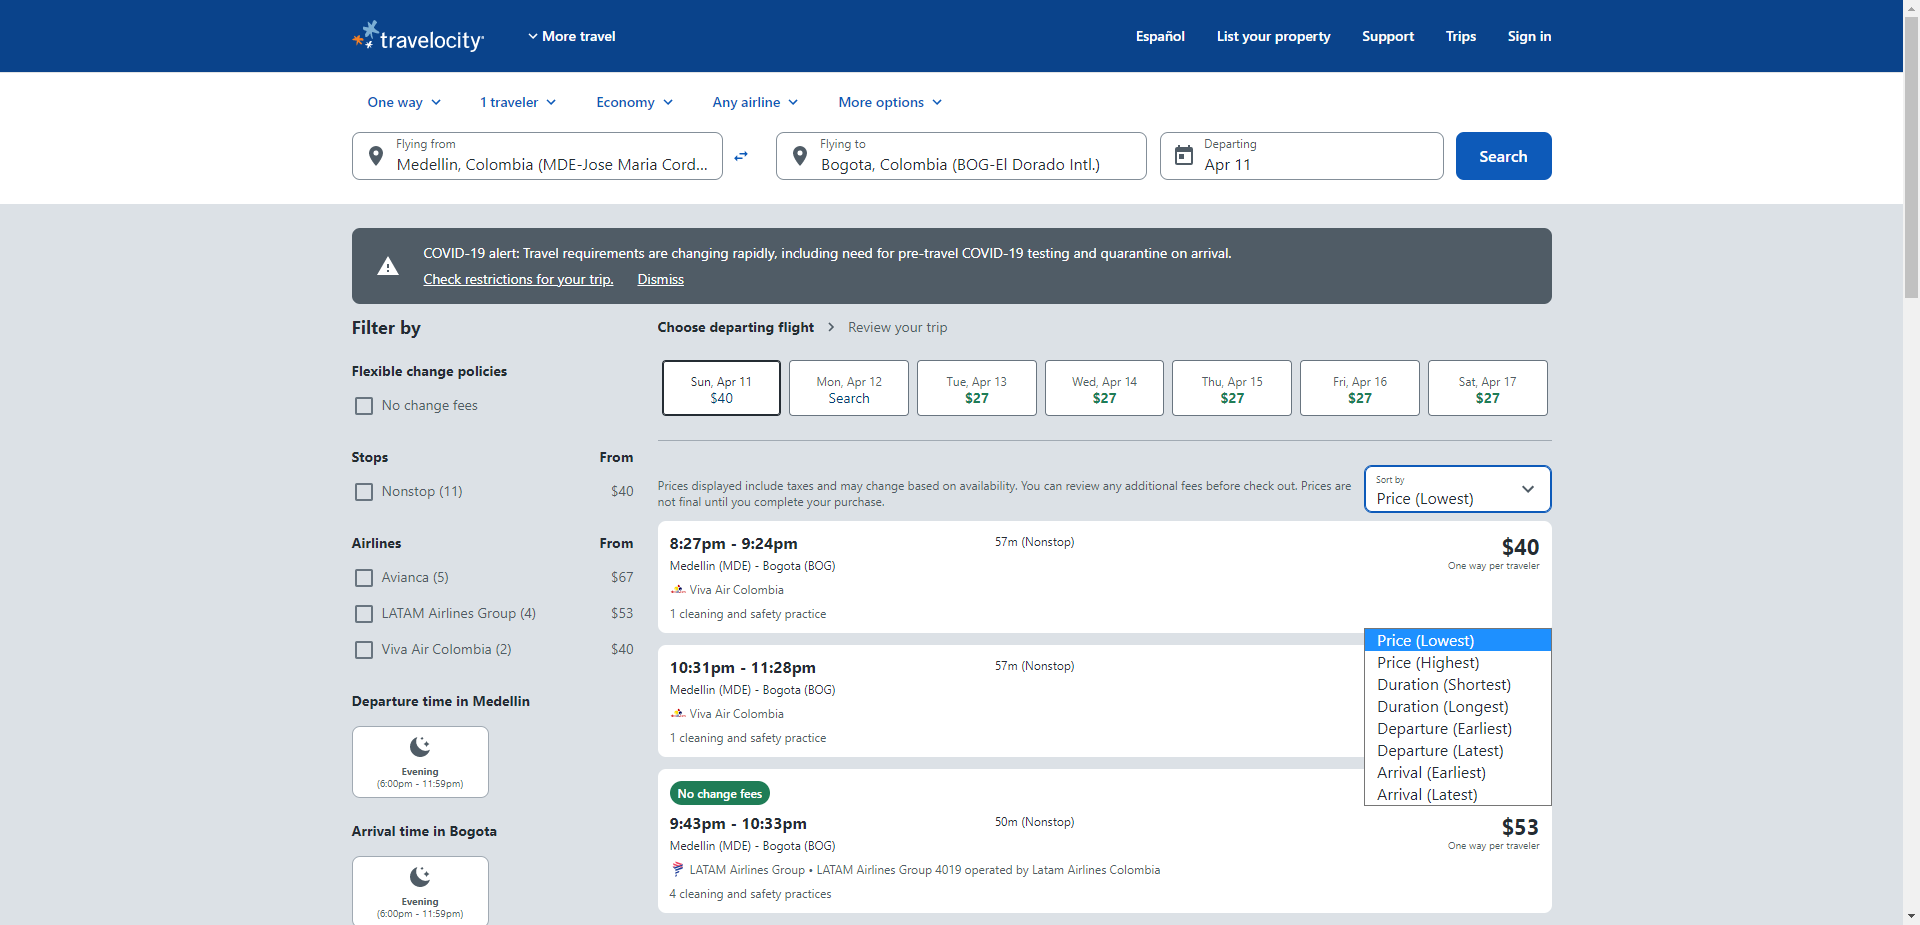 travelocity
More travel
Español
List your property
Support
Trips
Sign in
One way
1 traveler
Economy
Any airline
More options
Flying from
Medellin, Colombia (MDE-Jose Maria Cord...
Flying to
Bogota, Colombia (BOG-El Dorado Intl.)
Departing
Apr 11
Search
COVID-19 alert: Travel requirements are changing rapidly, including need for pre-travel COVID-19 testing and quarantine on arrival.
Check restrictions for your trip.
Dismiss
Filter by
Flexible change policies
No change fees
Stops From
Nonstop (11) $40
Airlines From
Avianca (5) $67
LATAM Airlines Group (4) $53
Viva Air Colombia (2) $40
Departure time in Medellin
Evening
(6:00pm - 11:59pm)
Arrival time in Bogota
Evening
(6:00pm - 11:59pm)
Choose departing flight
Review your trip
Sun, Apr 11
$40
Mon, Apr 12
Search
Tue, Apr 13
$27
Wed, Apr 14
$27
Thu, Apr 15
$27
Fri, Apr 16
$27
Sat, Apr 17
$27
Prices displayed include taxes and may change based on availability. You can review any additional fees before check out. Prices are
not final until you complete your purchase.
Sort by
Price (Lowest)
8:27pm - 9:24pm
57m (Nonstop)
$40
Medellin (MDE) - Bogota (BOG)
One way per traveler
Viva Air Colombia
1 cleaning and safety practice
10:31pm - 11:28pm
57m (Nonstop)
Medellin (MDE) - Bogota (BOG)
Viva Air Colombia
1 cleaning and safety practice
Price (Lowest)
Price (Highest)
Duration (Shortest)
Duration (Longest)
Departure (Earliest)
Departure (Latest)
Arrival (Earliest)
Arrival (Latest)
No change fees
9:43pm - 10:33pm
50m (Nonstop)
$53
Medellin (MDE) - Bogota (BOG)
One way per traveler
LATAM Airlines Group • LATAM Airlines Group 4019 operated by Latam Airlines Colombia
4 cleaning and safety practices